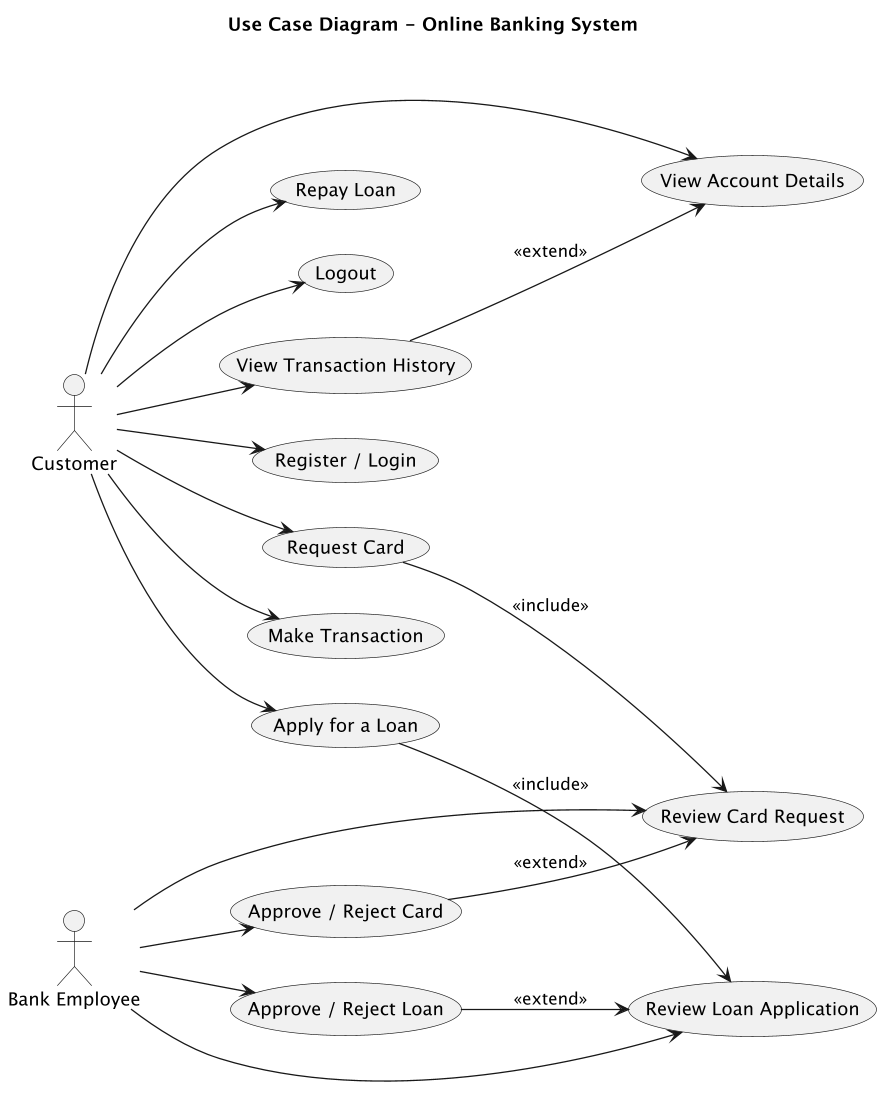 Use Case Diagram - Online Banking System
View Account Details
Repay Loan
«extend»
Logout
View Transaction History
Customer
Register / Login
Request Card
«include»
Make Transaction
Apply for a Loan
«include»
Review Card Request
«extend»
Approve / Reject Card
Bank Employee
«extend»
Approve / Reject Loan
Review Loan Application